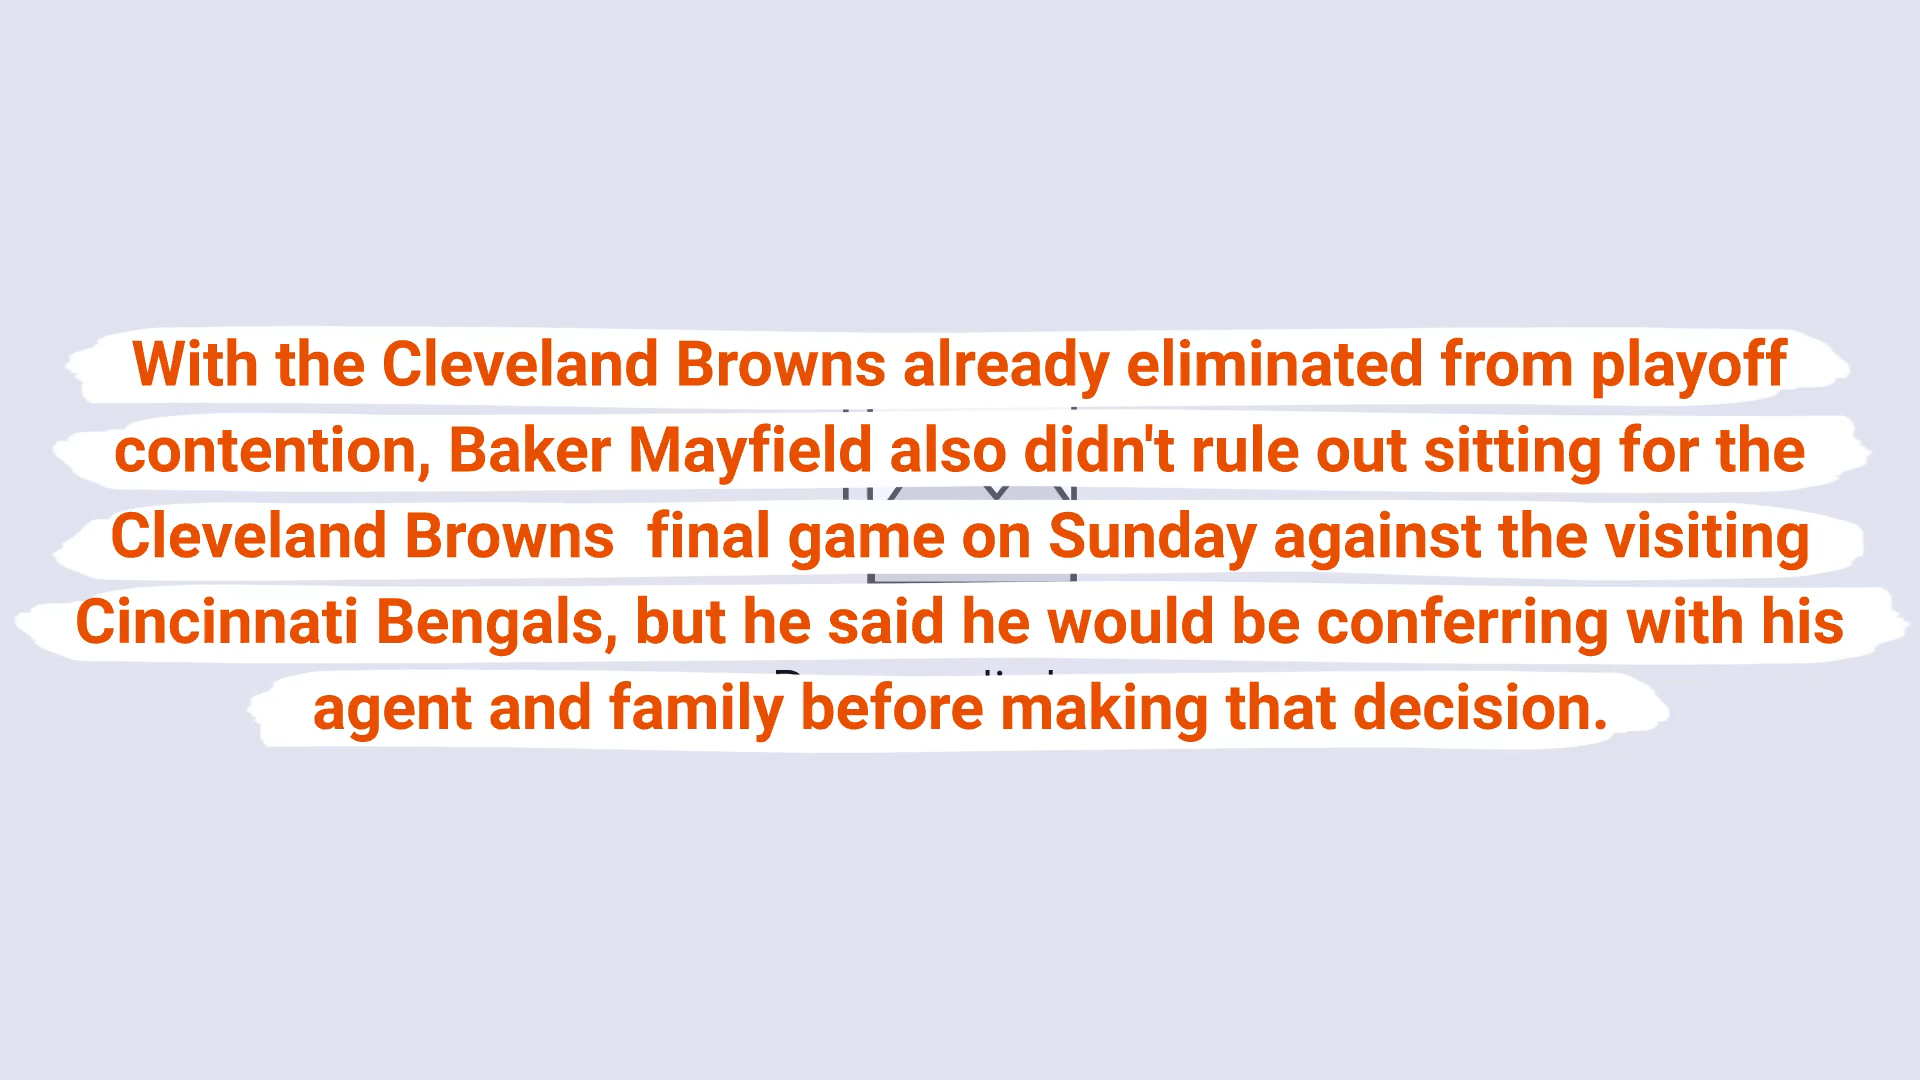 With the Cleveland Browns already eliminated from playoff
contention, Baker Mayfield also didn't rule out sitting for the
Cleveland Browns  final game on Sunday against the visiting
Cincinnati Bengals, but he said he would be conferring with his
agent and family before making that decision.